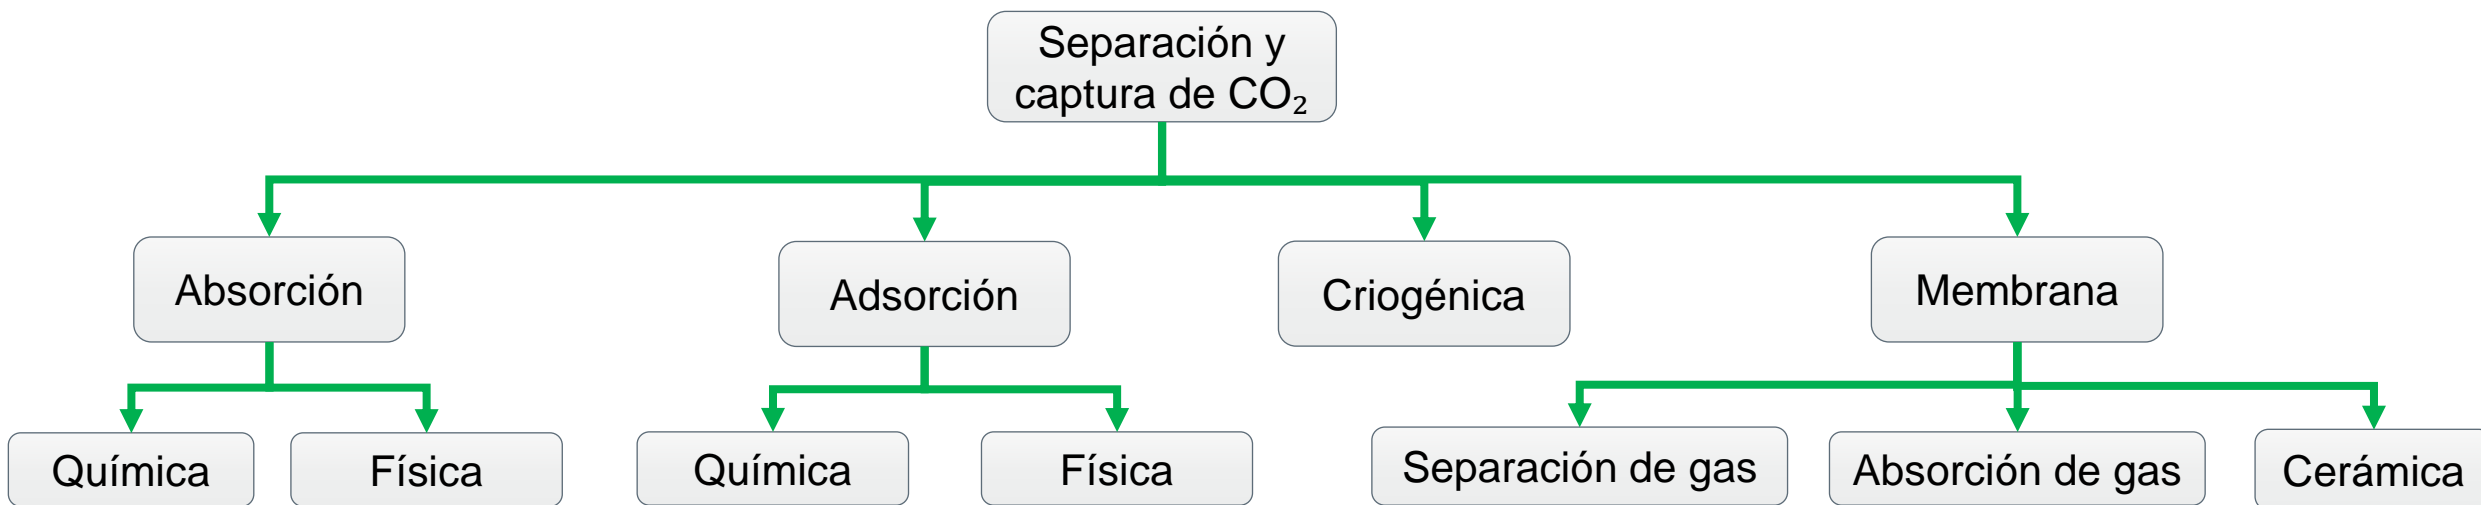 Separación y
captura de CO₂
Absorción
Adsorción
Criogénica
Membrana
Química
Física
Química
Física
Separación de gas
Absorción de gas
Cerámica